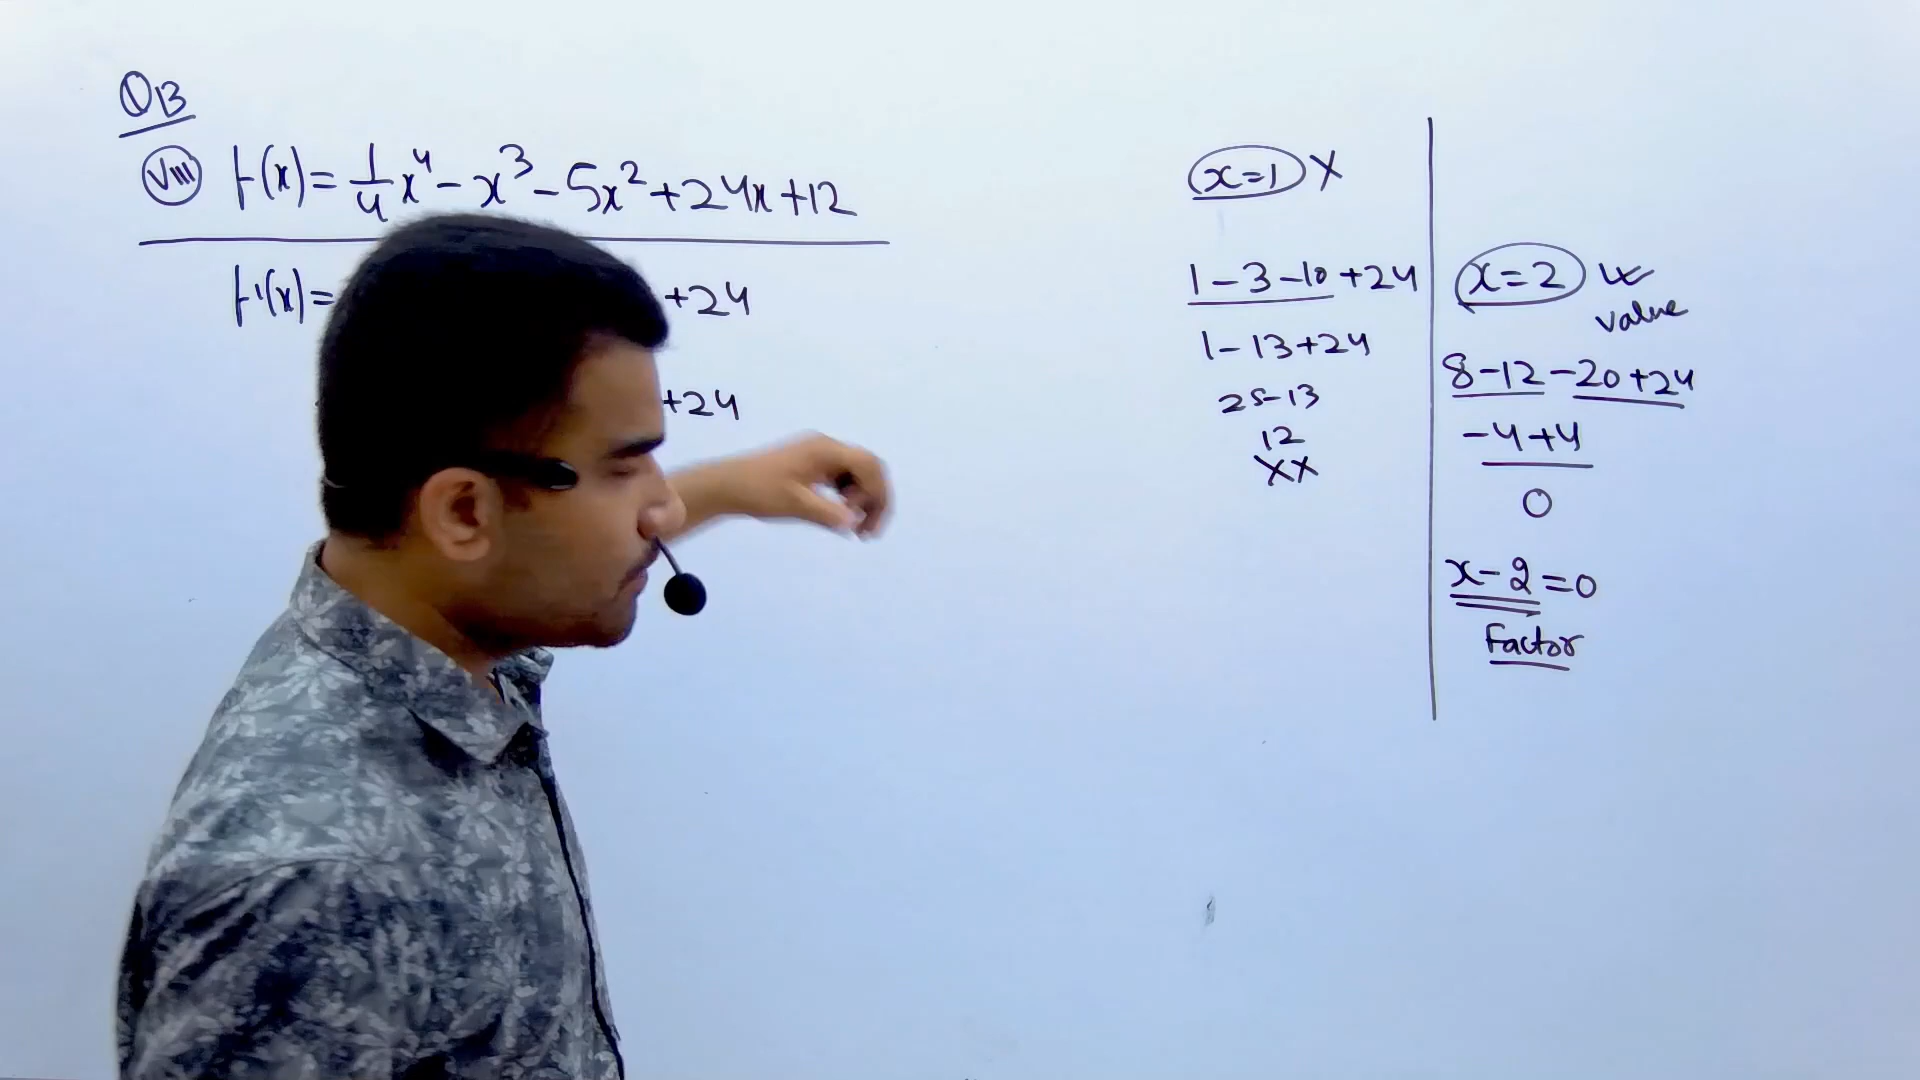 Q13
(viii) f(x) = 1/4 x⁴ - x³ - 5x² + 24x + 12
f'(x) = +24
+24
x=1 X
1 - 3 - 10 + 24
1 - 13 + 24
25-13
12
XX
x=2
value
8 - 12 - 20 + 24
-4+4
0
x-2=0
Factor